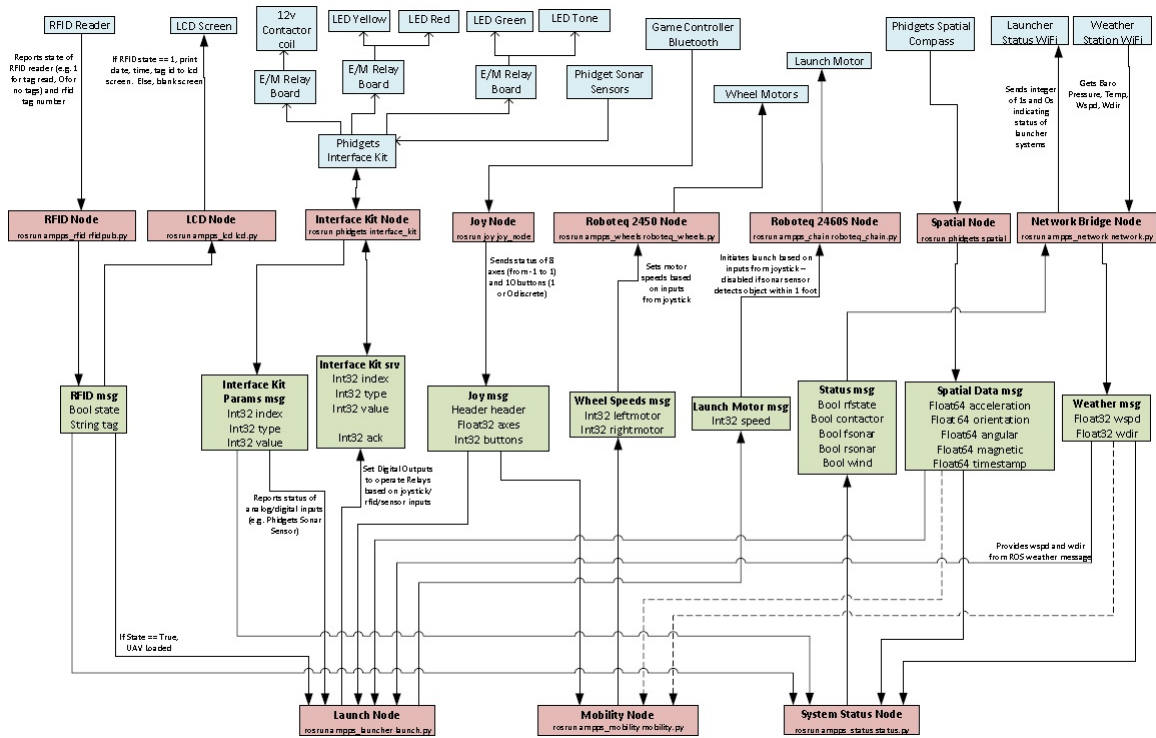 RFID Reader
LCD Screen
12v
Contactor
coil
LED Yellow
LED Red
LED Green
LED Tone
Game Controller
Bluetooth
Phidgets Spatial
Compass
Launcher
Status WiFi
Weather
Station WiFi
Reports state of
RFID reader (e.g. 1
for tag read, 0 for
no tags) and rfid
tag number
If RFID state == 1, print
date, time, tag id to lcd
screen. Else, blank screen
E/M Relay
Board
E/M Relay
Board
E/M Relay
Board
Phidget Sonar
Sensors
Launch Motor
Wheel Motors
Sends integer
of 1s and 0s
indicating
status of
launcher
systems
Gets Baro
Pressure, Temp,
Wspd, Wdir
Phidgets
Interface Kit
RFID Node
rosrun ampps_rfid rfidpub.py
LCD Node
rosrun ampps_lcd lcd.py
Interface Kit Node
rosrun phidgets interface_kit
Joy Node
rosrun joy joy_node
Roboteq 2450 Node
rosrun ampps_wheels roboteq_wheels.py
Roboteq 2460S Node
rosrun ampps_chain roboteq_chain.py
Spatial Node
rosrun phidgets spatial
Network Bridge Node
rosrun ampps_network network.py
Sends status of 8
axes (from -1 to 1)
and 10 buttons (1
or 0 discrete)
Sets motor
speeds based
on inputs
from joystick
Initiates launch based on
inputs from joystick –
disabled if sonar sensor
detects object within 1 foot
RFID msg
Bool state
String tag
Interface Kit
Params msg
Int32 index
Int32 type
Int32 value
Interface Kit srv
Int32 index
Int32 type
Int32 value
Int32 ack
Joy msg
Header header
Float32 axes
Int32 buttons
Wheel Speeds msg
Int32 leftmotor
Int32 rightmotor
Launch Motor msg
Int32 speed
Status msg
Bool rfstate
Bool contactor
Bool fsonar
Bool rsonar
Bool wind
Spatial Data msg
Float64 acceleration
Float 64 orientation
Float64 angular
Float64 magnetic
Float64 timestamp
Weather msg
Float32 wspd
Float32 wdir
Reports status of
analog/digital inputs
(e.g. Phidgets Sonar
Sensor)
Set Digital Outputs
to operate Relays
based on joystick/
rfid/sensor inputs
Provides wspd and wdir
from ROS weather message
If State == True,
UAV Loaded
Launch Node
rosrun ampps_launcher launch.py
Mobility Node
rosrun ampps_mobility mobility.py
System Status Node
rosrun ampps_status status.py